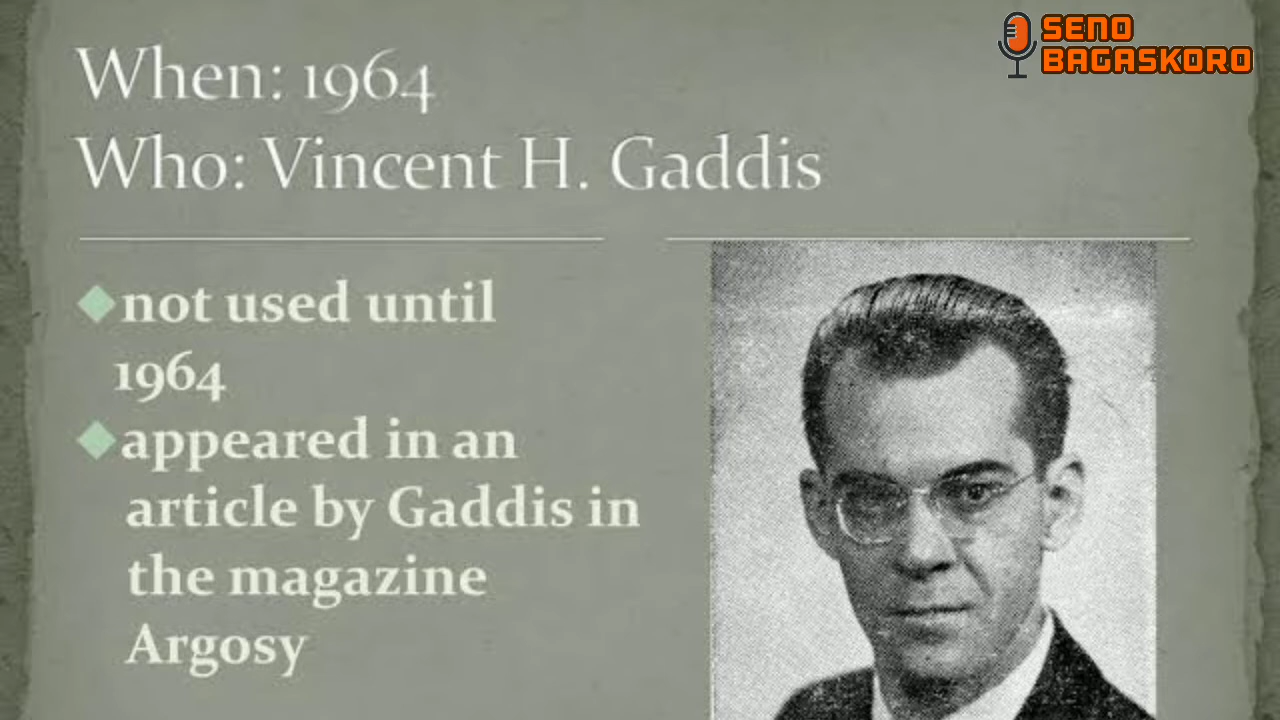 SENO
BAGASKORO
When: 1964
Who: Vincent H. Gaddis
not used until
1964
appeared in an
article by Gaddis in
the magazine
Argosy